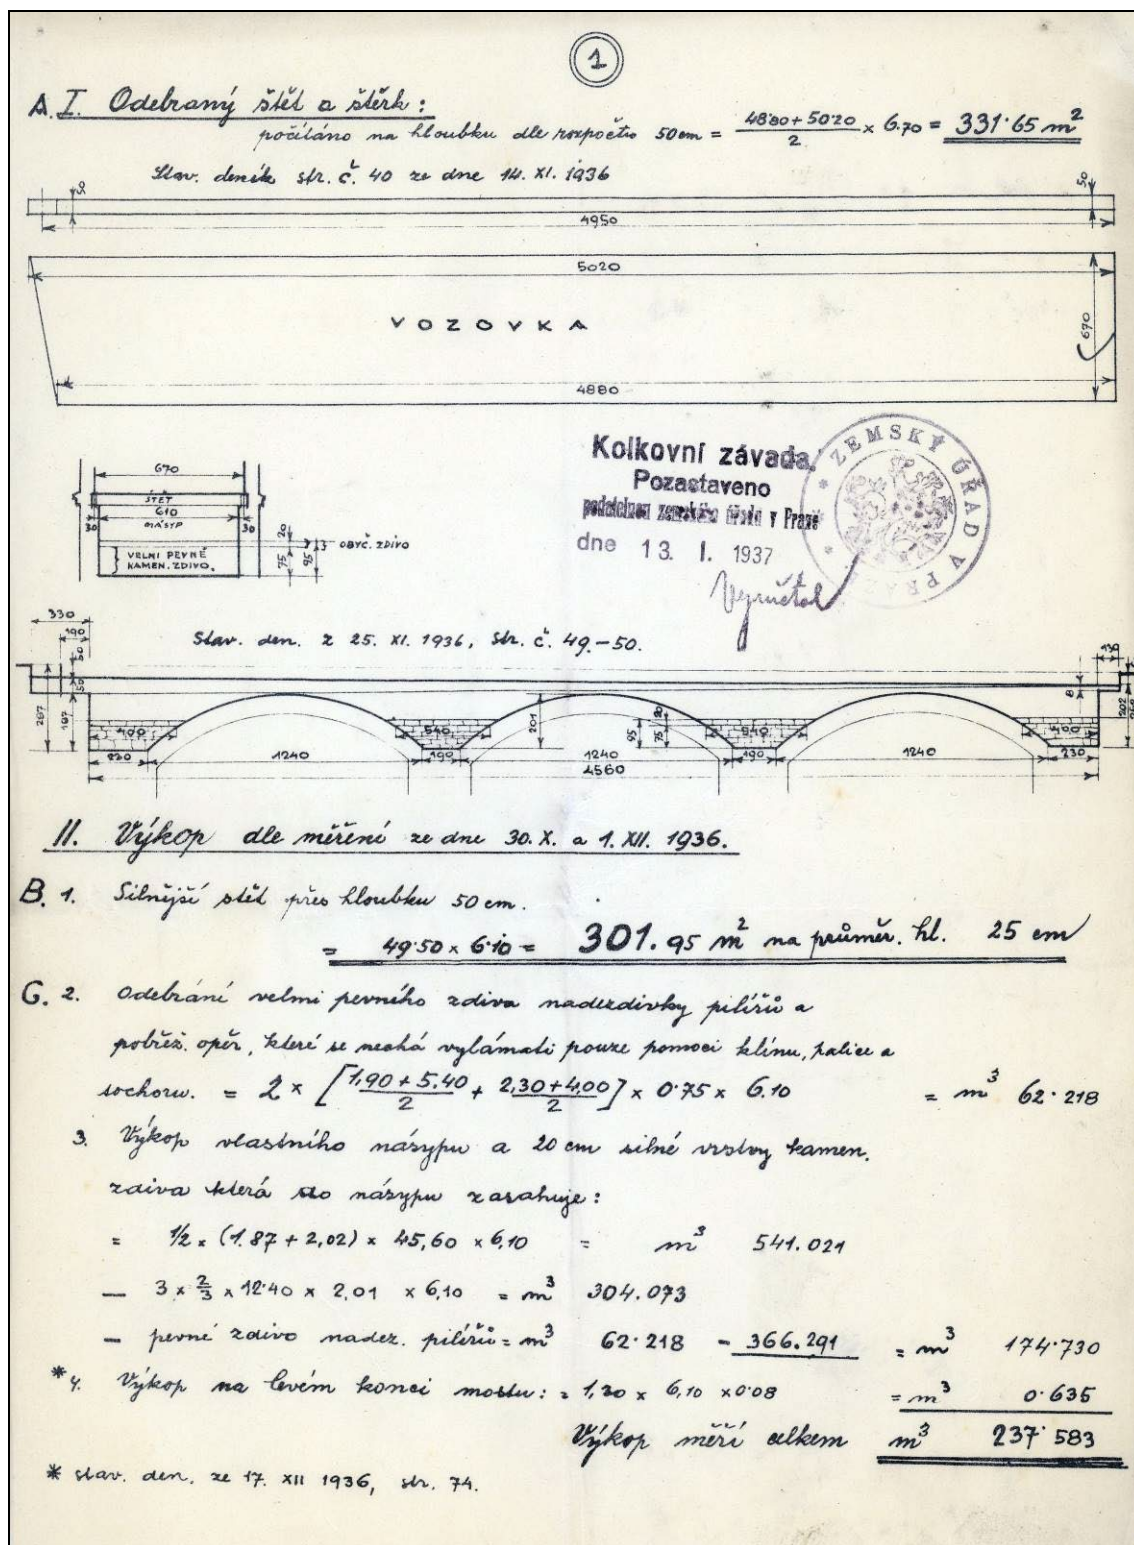 1
A. I. Odebraný štět a štěrk:
počítáno na hloubku dle rozpočtu 50cm = 4880+5020 / 2 × 6.70 = 331·65 m²
Stav. deník str. č. 40 ze dne 14. XI. 1936
50
50
4950
5020
VOZOVKA
670
4880
Kolkovní závada
Pozastaveno
podatelnou zemského úřadu v Praze
dne 13. I. 1937
* ZEMSKÝ ÚŘAD V PRAZE *
670
ŠTĚT
30 610 30
NÁSYP
20
OBYČ. ZDIVO
VELMI PEVNÉ
KAMEN. ZDIVO.
75 95
330
190
Stav. den. z 25. XI. 1936, str. č. 49.–50.
50
50
287
187
201
95
75
20
8
202
400 540 540 400
230 1240 190 1240 190 1240 230
4560
II. Výkop dle měření ze dne 30. X. a 1. XII. 1936.
B. 1. Silnější štět přes hloubku 50 cm.
= 49·50 × 6·10 = 301.95 m² na průměr. hl. 25 cm
G. 2. Odebrání velmi pevného zdiva nadezdívky pilířů a
pobřež. opěr, které se nechá vylámati pouze pomocí klínu, palice a
sochoru. = 2 × [1,90 + 5,40 / 2 + 2,30 + 4,00 / 2] × 0·75 × 6.10 = m³ 62·218
3. Výkop vlastního násypu a 20 cm silné vrstvy kamen.
zdiva která do násypu zasahuje:
= 1/2 × (1.87 + 2,02) × 45,60 × 6,10 = m³ 541.021
— 3 × 2/3 × 12·40 × 2,01 × 6,10 = m³ 304.073
— pevné zdivo nadez. pilířů = m³ 62·218 – 366.291 = m³ 174·730
* 4. Výkop na levém konci mostu: = 1,30 × 6,10 × 0·08 = m³ 0·635
Výkop měří celkem m³ 237·583
* stav. den. ze 17. XII 1936, str. 74.